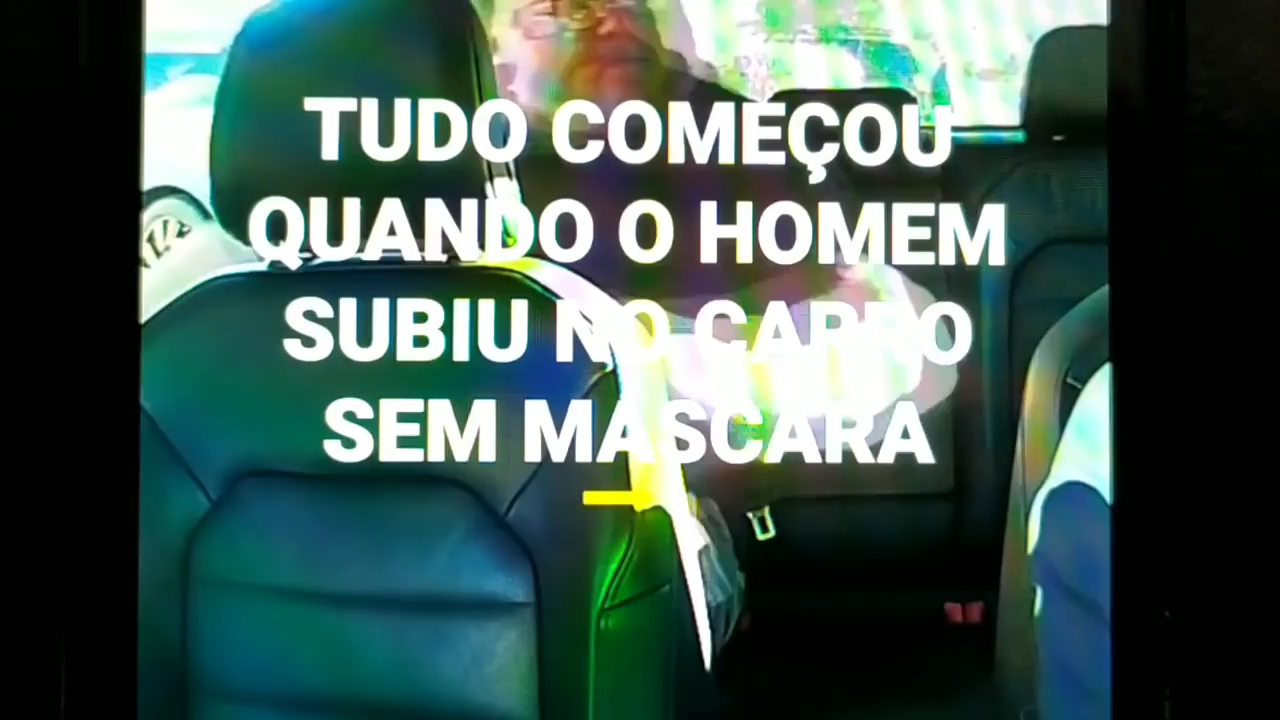 TUDO COMEÇOU
QUANDO O HOMEM
SUBIU NO CARRO
SEM MASCARA